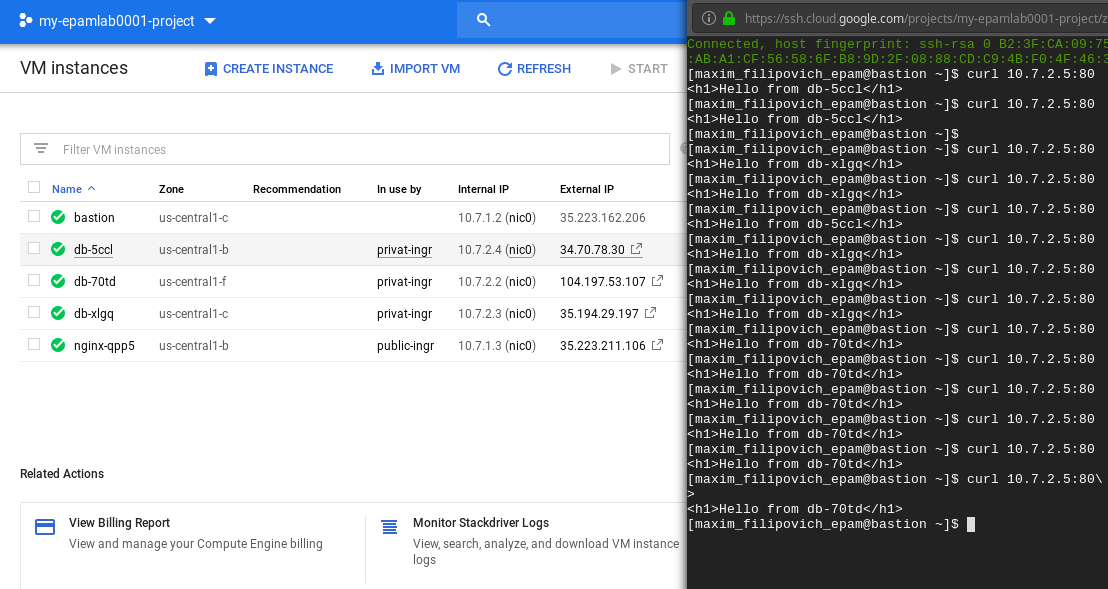 my-epamlab0001-project
VM instances
CREATE INSTANCE
IMPORT VM
REFRESH
START
Filter VM instances
Name Zone Recommendation In use by Internal IP External IP
bastion us-central1-c 10.7.1.2 (nic0) 35.223.162.206
db-5ccl us-central1-b privat-ingr 10.7.2.4 (nic0) 34.70.78.30
db-70td us-central1-f privat-ingr 10.7.2.2 (nic0) 104.197.53.107
db-xlgq us-central1-c privat-ingr 10.7.2.3 (nic0) 35.194.29.197
nginx-qpp5 us-central1-b public-ingr 10.7.1.3 (nic0) 35.223.211.106
Related Actions
View Billing Report
View and manage your Compute Engine billing
Monitor Stackdriver Logs
View, search, analyze, and download VM instance
logs
https://ssh.cloud.google.com/projects/my-epamlab0001-project/z
Connected, host fingerprint: ssh-rsa 0 B2:3F:CA:09:75
:AB:A1:CF:56:58:6F:B8:9D:2F:08:88:CD:C9:4B:F0:4F:46:3
[maxim_filipovich_epam@bastion ~]$ curl 10.7.2.5:80
<h1>Hello from db-5ccl</h1>
[maxim_filipovich_epam@bastion ~]$ curl 10.7.2.5:80
<h1>Hello from db-5ccl</h1>
[maxim_filipovich_epam@bastion ~]$
[maxim_filipovich_epam@bastion ~]$ curl 10.7.2.5:80
<h1>Hello from db-xlgq</h1>
[maxim_filipovich_epam@bastion ~]$ curl 10.7.2.5:80
<h1>Hello from db-xlgq</h1>
[maxim_filipovich_epam@bastion ~]$ curl 10.7.2.5:80
<h1>Hello from db-5ccl</h1>
[maxim_filipovich_epam@bastion ~]$ curl 10.7.2.5:80
<h1>Hello from db-xlgq</h1>
[maxim_filipovich_epam@bastion ~]$ curl 10.7.2.5:80
<h1>Hello from db-xlgq</h1>
[maxim_filipovich_epam@bastion ~]$ curl 10.7.2.5:80
<h1>Hello from db-xlgq</h1>
[maxim_filipovich_epam@bastion ~]$ curl 10.7.2.5:80
<h1>Hello from db-70td</h1>
[maxim_filipovich_epam@bastion ~]$ curl 10.7.2.5:80
<h1>Hello from db-70td</h1>
[maxim_filipovich_epam@bastion ~]$ curl 10.7.2.5:80
<h1>Hello from db-70td</h1>
[maxim_filipovich_epam@bastion ~]$ curl 10.7.2.5:80
<h1>Hello from db-70td</h1>
[maxim_filipovich_epam@bastion ~]$ curl 10.7.2.5:80
<h1>Hello from db-70td</h1>
[maxim_filipovich_epam@bastion ~]$ curl 10.7.2.5:80\
>
<h1>Hello from db-70td</h1>
[maxim_filipovich_epam@bastion ~]$